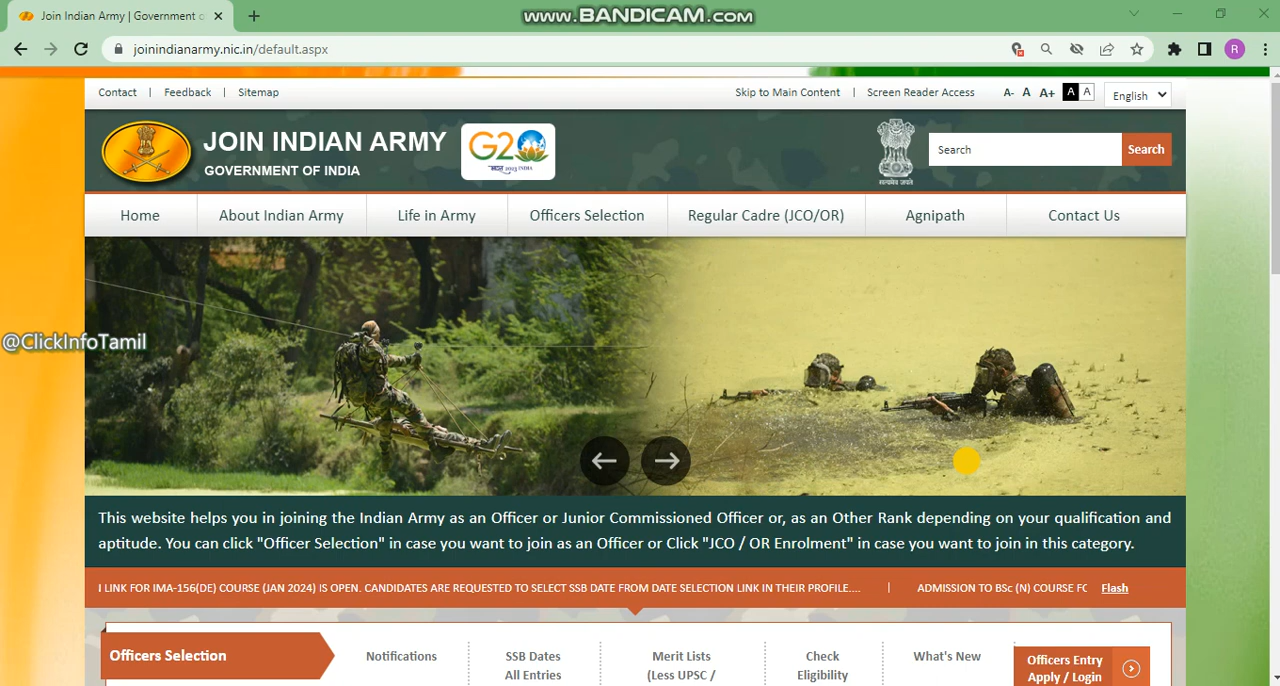 Join Indian Army | Government o
www.BANDICAM.com
joinindianarmy.nic.in/default.aspx
R
Contact | Feedback | Sitemap
Skip to Main Content | Screen Reader Access
A- A A+ A A
English
JOIN INDIAN ARMY
GOVERNMENT OF INDIA
G20
भारत 2023 INDIA
सत्यमेव जयते
Search
Search
Home
About Indian Army
Life in Army
Officers Selection
Regular Cadre (JCO/OR)
Agnipath
Contact Us
@ClickInfoTamil
This website helps you in joining the Indian Army as an Officer or Junior Commissioned Officer or, as an Other Rank depending on your qualification and
aptitude. You can click "Officer Selection" in case you want to join as an Officer or Click "JCO / OR Enrolment" in case you want to join in this category.
I LINK FOR IMA-156(DE) COURSE (JAN 2024) IS OPEN. CANDIDATES ARE REQUESTED TO SELECT SSB DATE FROM DATE SELECTION LINK IN THEIR PROFILE.... | ADMISSION TO BSc (N) COURSE FC
Flash
Officers Selection
Notifications
SSB Dates
All Entries
Merit Lists
(Less UPSC /
Check
Eligibility
What's New
Officers Entry
Apply / Login